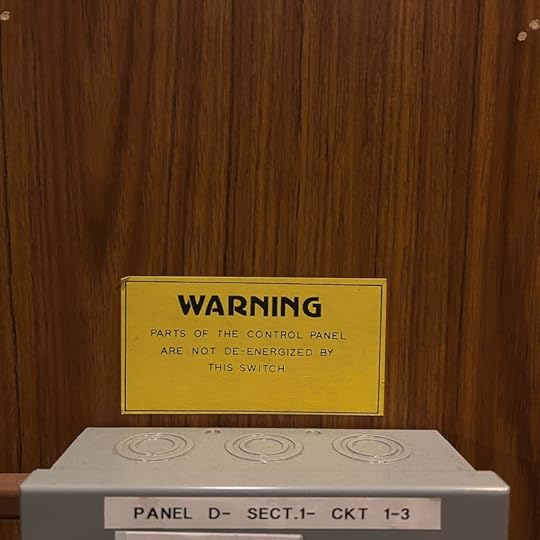 WARNING
PARTS OF THE CONTROL PANEL
ARE NOT DE-ENERGIZED BY
THIS SWITCH
PANEL D- SECT.1- CKT 1-3